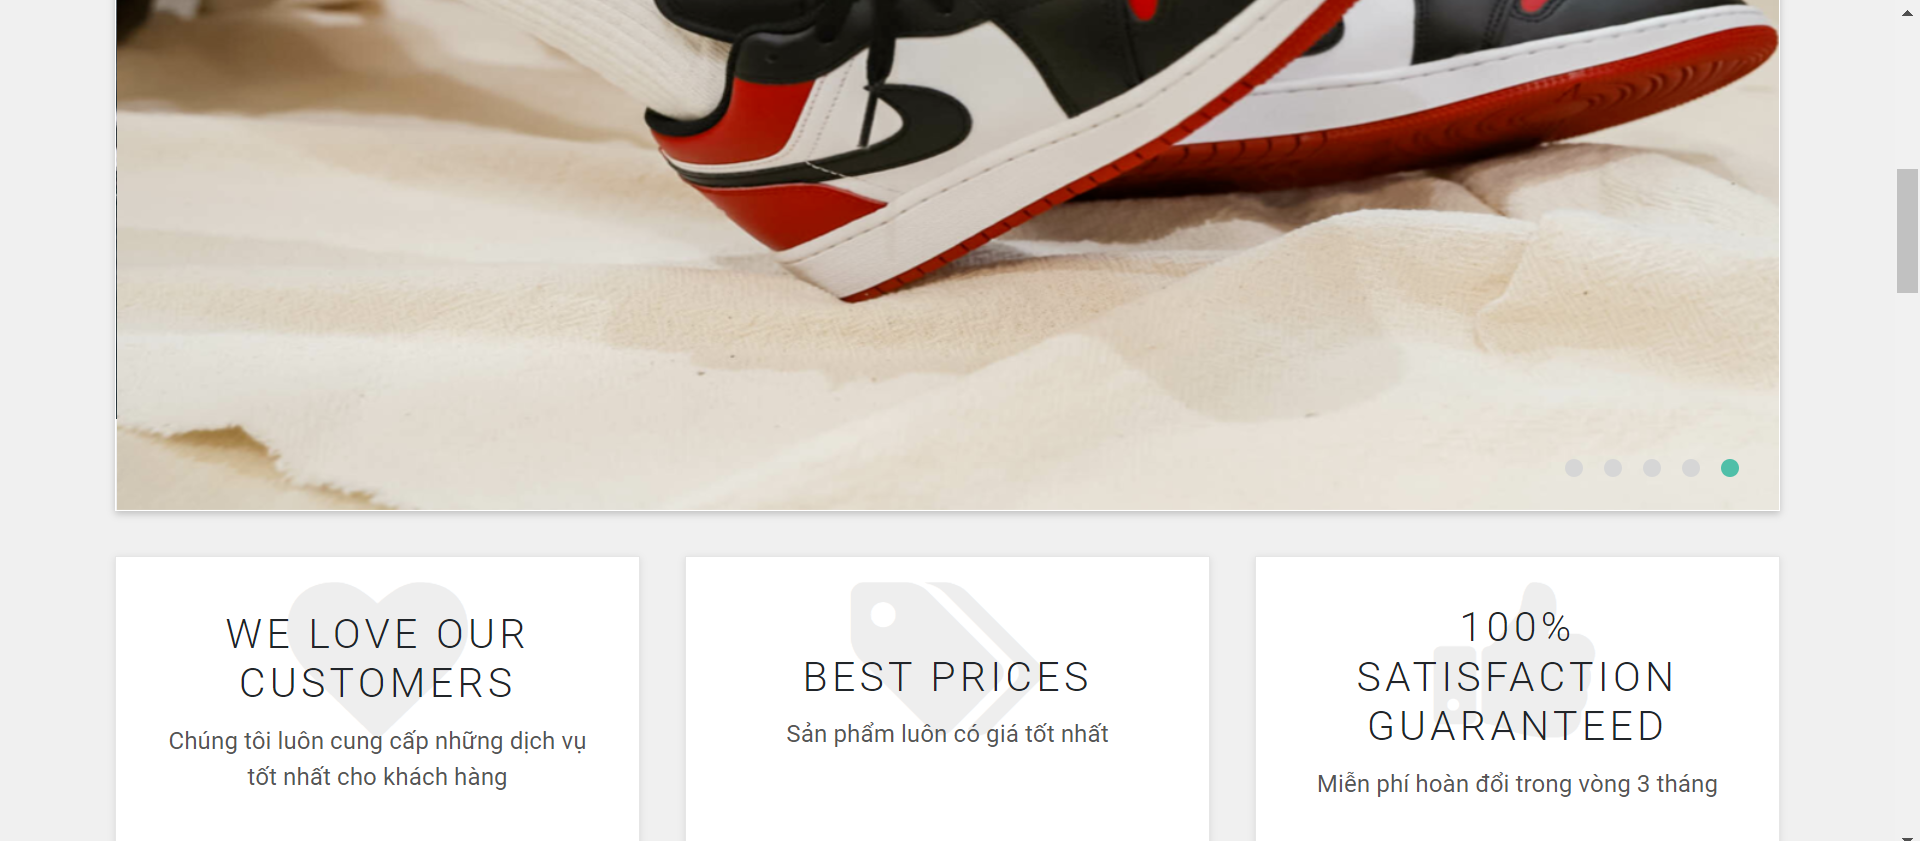 WE LOVE OUR
CUSTOMERS
Chúng tôi luôn cung cấp những dịch vụ
tốt nhất cho khách hàng
BEST PRICES
Sản phẩm luôn có giá tốt nhất
100%
SATISFACTION
GUARANTEED
Miễn phí hoàn đổi trong vòng 3 tháng